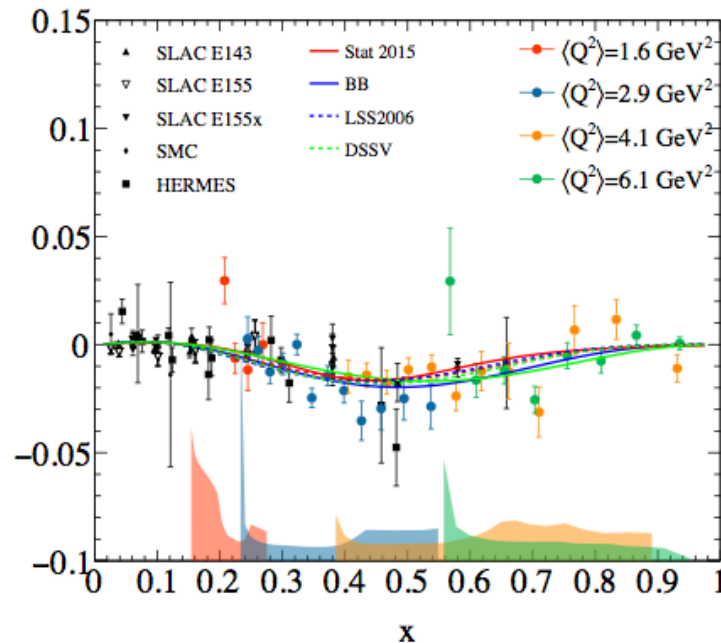 0.15
0.1
0.05
0
−0.05
−0.1
SLAC E143
SLAC E155
SLAC E155x
SMC
HERMES
Stat 2015
BB
LSS2006
DSSV
⟨Q²⟩=1.6 GeV²
⟨Q²⟩=2.9 GeV²
⟨Q²⟩=4.1 GeV²
⟨Q²⟩=6.1 GeV²
0 0.1 0.2 0.3 0.4 0.5 0.6 0.7 0.8 0.9 1
x